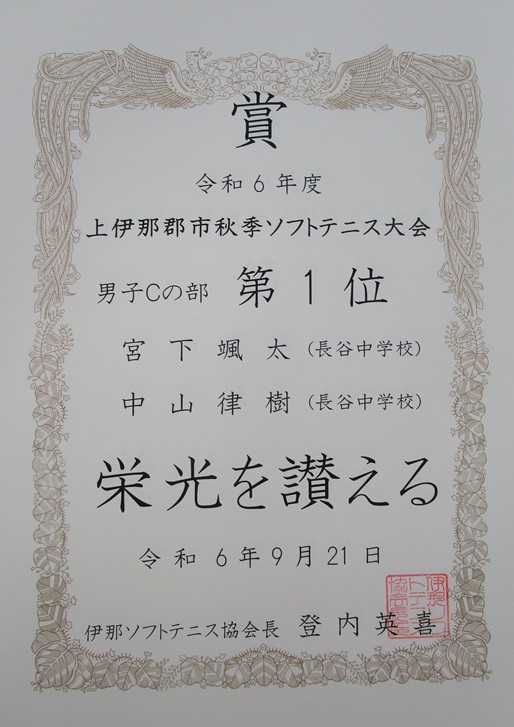 賞
令和6年度
上伊那郡市秋季ソフトテニス大会
男子Cの部 第1位
宮下颯太(長谷中学校)
中山律樹(長谷中学校)
栄光を讃える
令和 6年9月21日
伊那ソフトテニス協会長 登内英喜